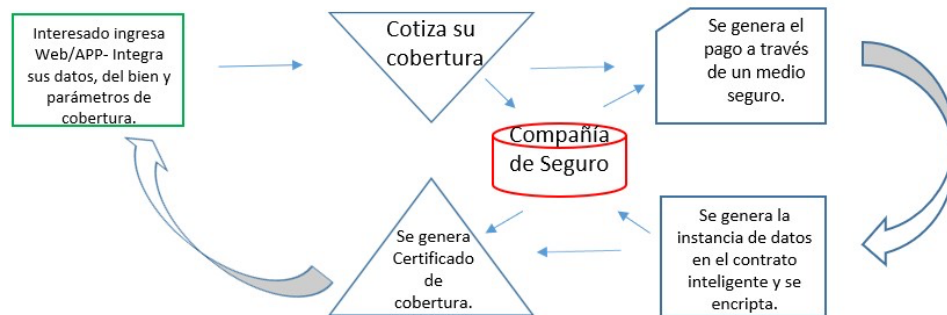 Interesado ingresa
Web/APP- Integra
sus datos, del bien y
parámetros de
cobertura.
Cotiza su
cobertura
Se genera el
pago a través
de un medio
seguro.
Compañía
de Seguro
Se genera
Certificado
de
cobertura.
Se genera la
instancia de datos
en el contrato
inteligente y se
encripta.